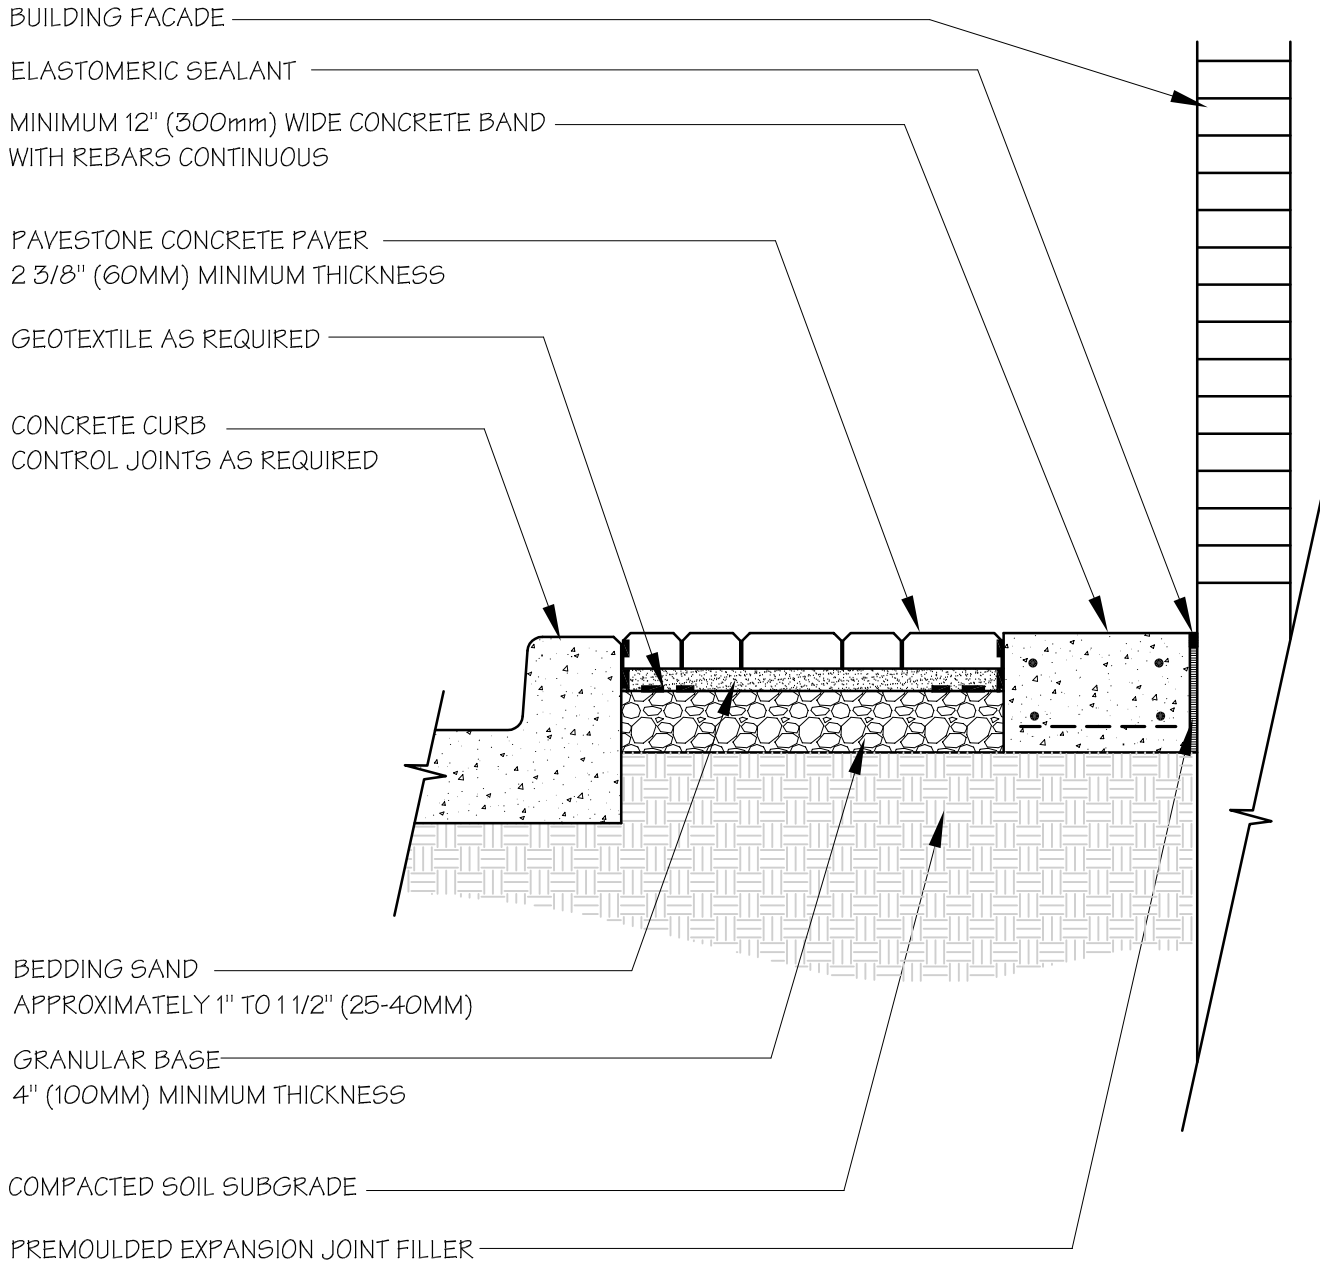 BUILDING FACADE
ELASTOMERIC SEALANT
MINIMUM 12" (300mm) WIDE CONCRETE BAND
WITH REBARS CONTINUOUS
PAVESTONE CONCRETE PAVER
2 3/8" (60MM) MINIMUM THICKNESS
GEOTEXTILE AS REQUIRED
CONCRETE CURB
CONTROL JOINTS AS REQUIRED
BEDDING SAND
APPROXIMATELY 1" TO 1 1/2" (25-40MM)
GRANULAR BASE
4" (100MM) MINIMUM THICKNESS
COMPACTED SOIL SUBGRADE
PREMOULDED EXPANSION JOINT FILLER